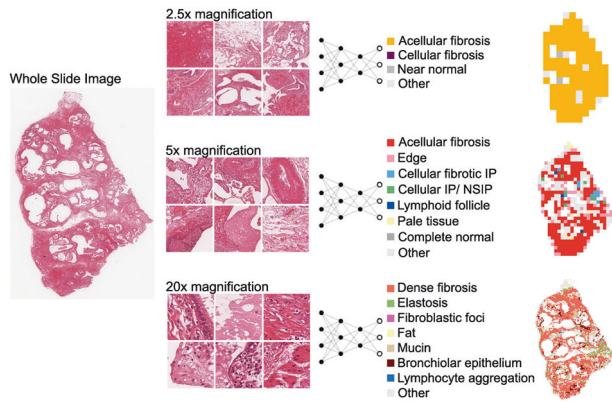 2.5x magnification
Acellular fibrosis
Cellular fibrosis
Near normal
Other
Whole Slide Image
5x magnification
Acellular fibrosis
Edge
Cellular fibrotic IP
Cellular IP/ NSIP
Lymphoid follicle
Pale tissue
Complete normal
Other
20x magnification
Dense fibrosis
Elastosis
Fibroblastic foci
Fat
Mucin
Bronchiolar epithelium
Lymphocyte aggregation
Other